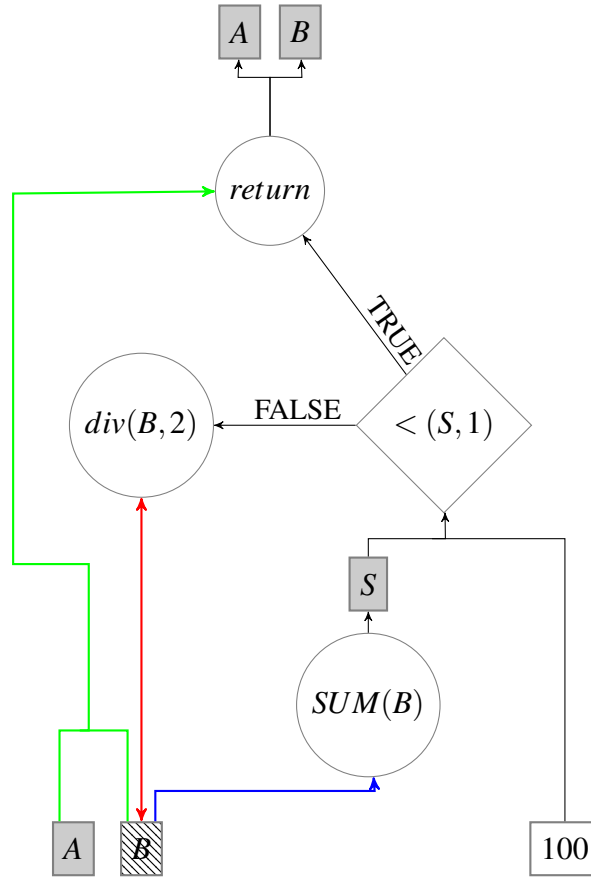 A B
return
TRUE
div(B, 2)
FALSE
< (S, 1)
S
SUM(B)
A
B
100